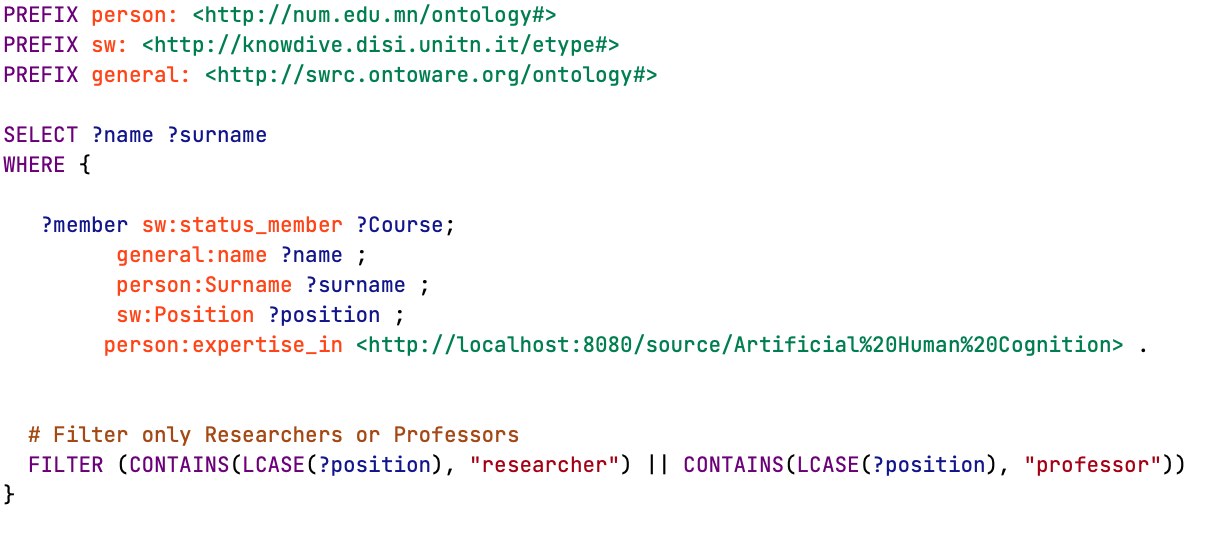 PREFIX person: <http://num.edu.mn/ontology#>
PREFIX sw: <http://knowdive.disi.unitn.it/etype#>
PREFIX general: <http://swrc.ontoware.org/ontology#>
SELECT ?name ?surname
WHERE {
?member sw:status_member ?Course;
general:name ?name ;
person:Surname ?surname ;
sw:Position ?position ;
person:expertise_in <http://localhost:8080/source/Artificial%20Human%20Cognition> .
# Filter only Researchers or Professors
FILTER (CONTAINS(LCASE(?position), "researcher") || CONTAINS(LCASE(?position), "professor"))
}